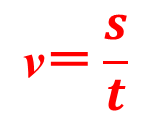 v = s/t